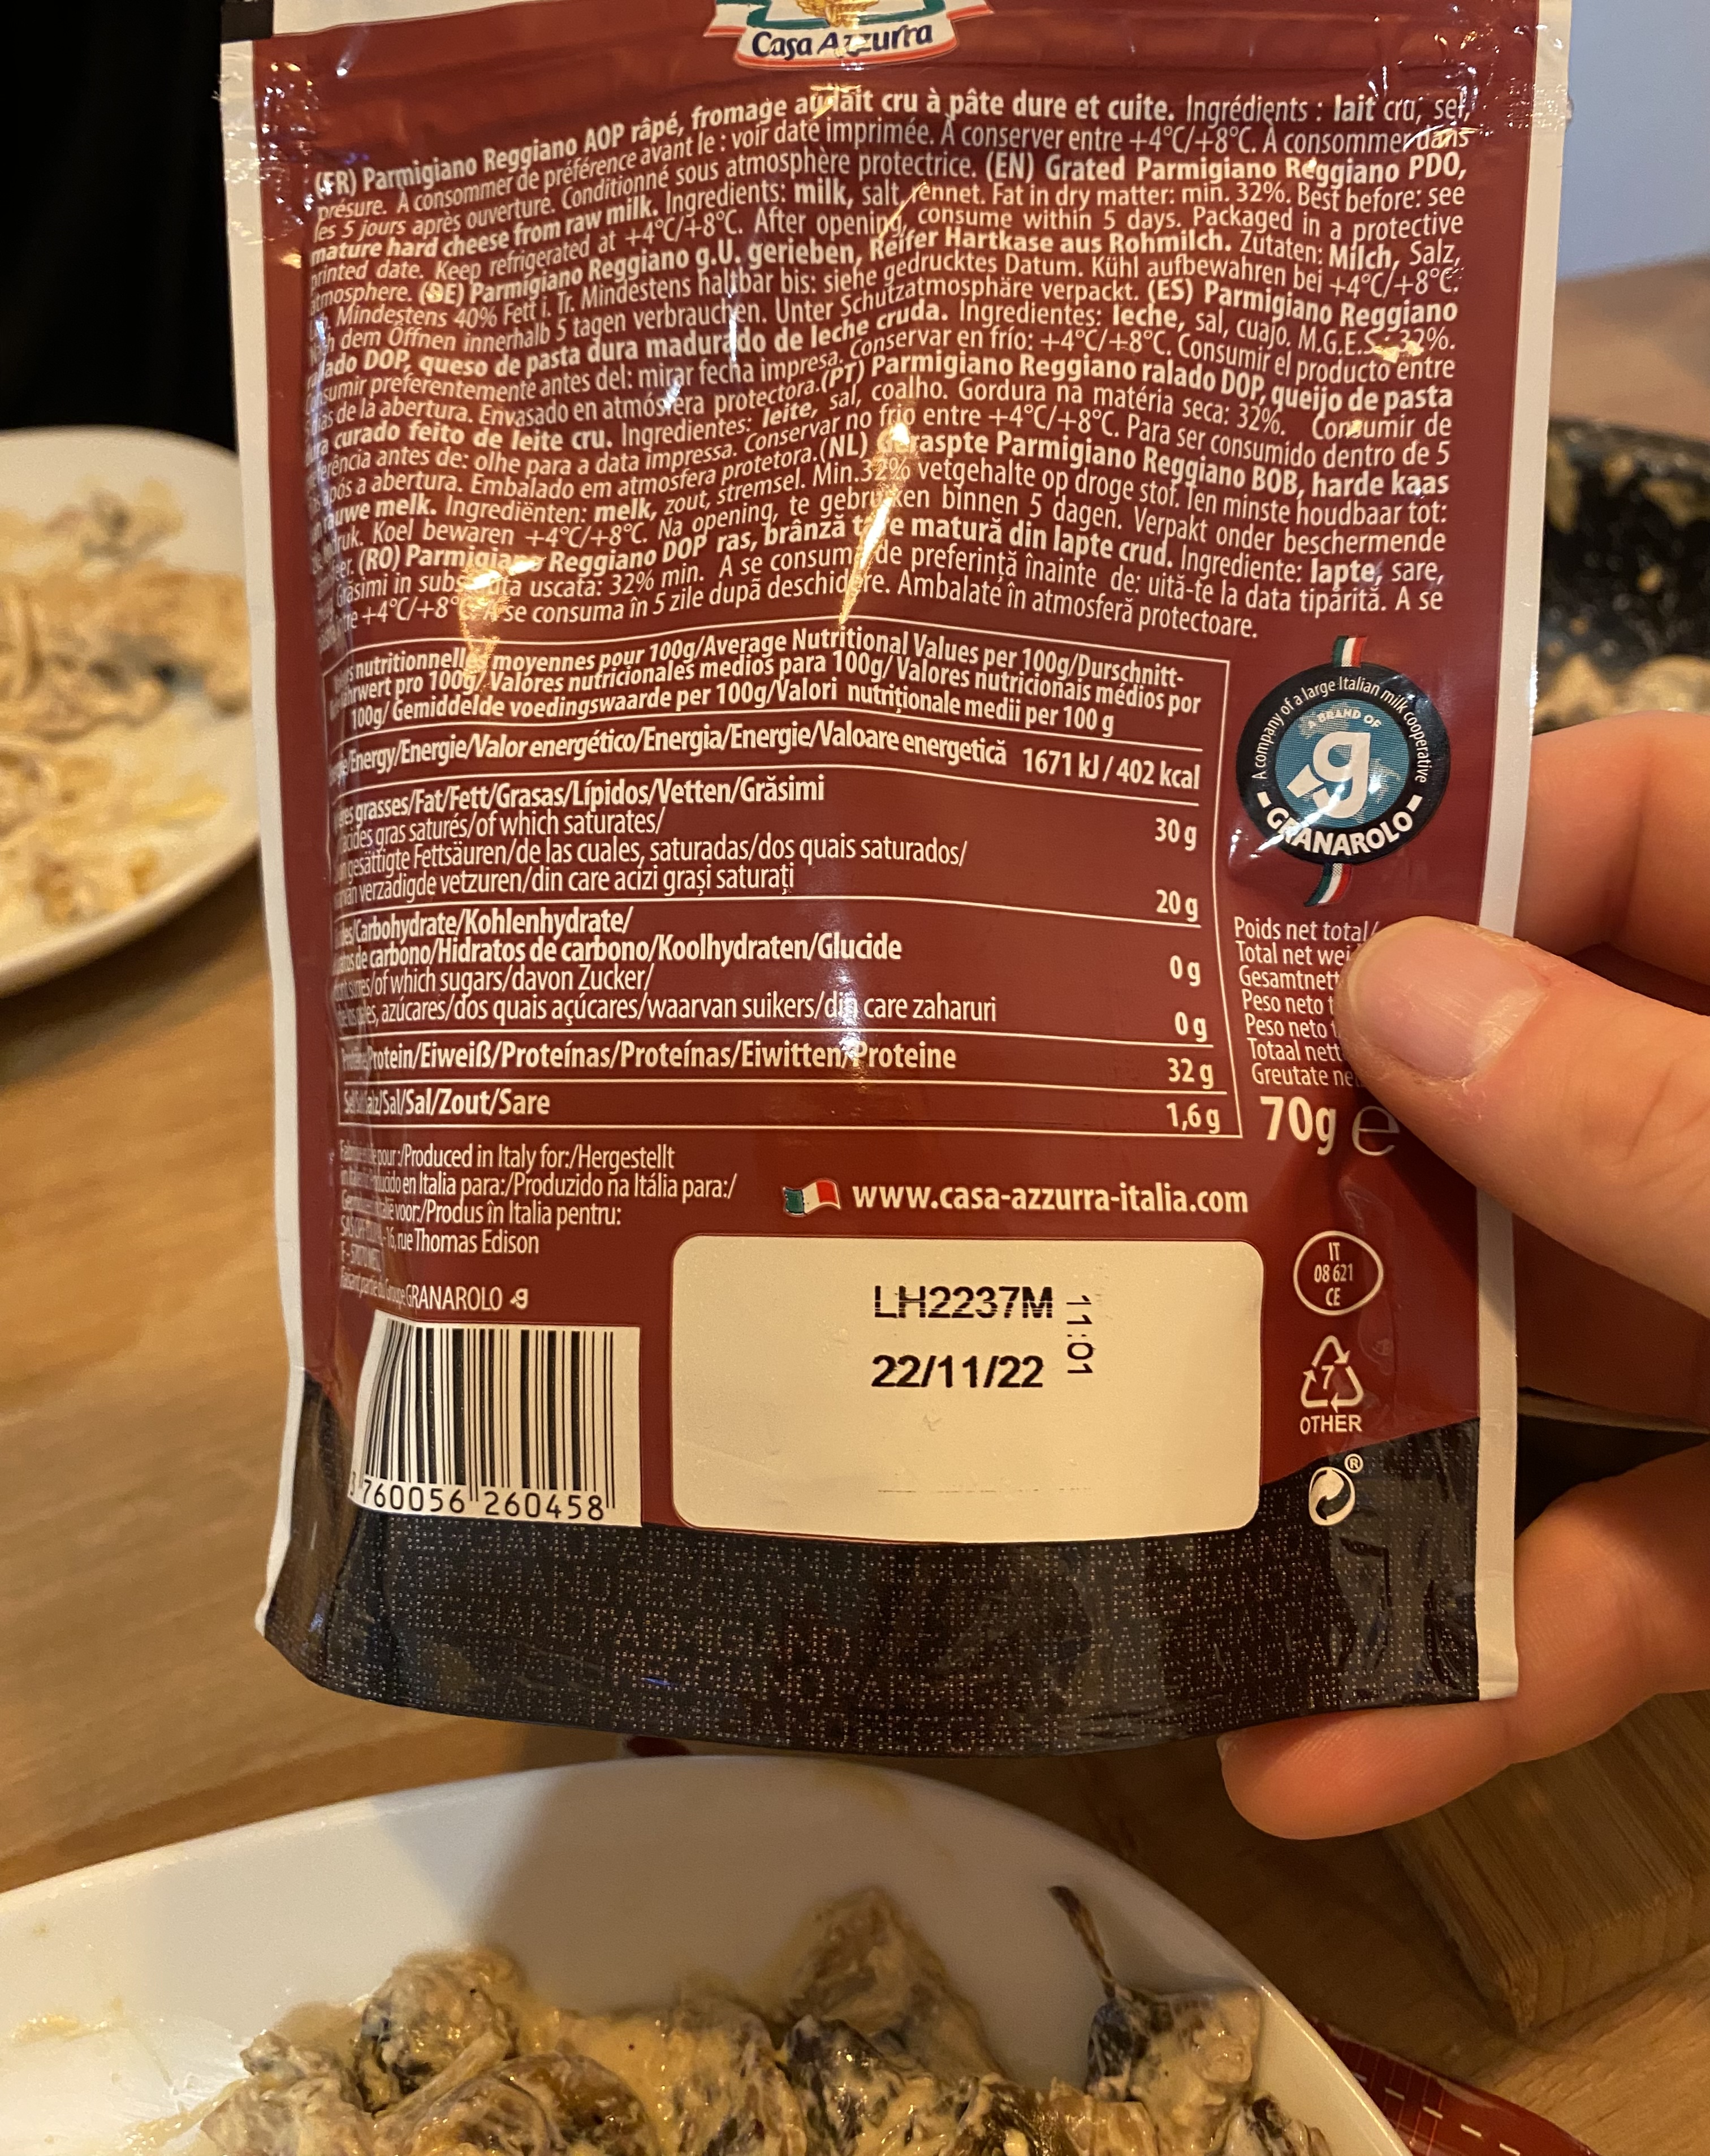 Casa Azzurra
(FR) Parmigiano Reggiano AOP râpé, fromage au lait cru à pâte dure et cuite. Ingrédients : lait cru, sel,
présure. À consommer de préférence avant le : voir date imprimée. À conserver entre +4°C/+8°C. À consommer dans
les 5 jours après ouverture. Conditionné sous atmosphère protectrice. (EN) Grated Parmigiano Reggiano PDO,
mature hard cheese from raw milk. Ingredients: milk, salt, rennet. Fat in dry matter: min. 32%. Best before: see
printed date. Keep refrigerated at +4°C/+8°C. After opening, consume within 5 days. Packaged in a protective
atmosphere. (DE) Parmigiano Reggiano g.U. gerieben, Reifer Hartkase aus Rohmilch. Zutaten: Milch, Salz,
Mindestens 40% Fett i. Tr. Mindestens haltbar bis: siehe gedrucktes Datum. Kühl aufbewahren bei +4°C/+8°C.
dem Öffnen innerhalb 5 tagen verbrauchen. Unter Schutzatmosphäre verpackt. (ES) Parmigiano Reggiano
DOP, queso de pasta dura madurado de leche cruda. Ingredientes: leche, sal, cuajo. M.G.E.S. 32%.
preferentemente antes del: mirar fecha impresa. Conservar en frío: +4°C/+8°C. Consumir el producto entre
de la abertura. Envasado en atmósfera protectora.(PT) Parmigiano Reggiano ralado DOP, queijo de pasta
curado feito de leite cru. Ingredientes: leite, sal, coalho. Gordura na matéria seca: 32%. Consumir de
antes de: olhe para a data impressa. Conservar no frio entre +4°C/+8°C. Para ser consumido dentro de 5
após a abertura. Embalado em atmosfera protetora.(NL) Geraspte Parmigiano Reggiano BOB, harde kaas
rauwe melk. Ingrediënten: melk, zout, stremsel. Min.32% vetgehalte op droge stof. Ten minste houdbaar tot:
Koel bewaren +4°C/+8°C. Na opening, te gebruiken binnen 5 dagen. Verpakt onder beschermende
(RO) Parmigiano Reggiano DOP ras, brânză tare matură din lapte crud. Ingrediente: lapte, sare,
Grăsimi in substanta uscata: 32% min. A se consuma de preferință înainte de: uită-te la data tipărită. A se
+4°C/+8°C. A se consuma în 5 zile după deschidere. Ambalate în atmosferă protectoare.
nutritionnelles moyennes pour 100g/Average Nutritional Values per 100g/Durschnitt-
pro 100g/Valores nutricionales medios para 100g/Valores nutricionais médios por
100g/Gemiddelde voedingswaarde per 100g/Valori nutriționale medii per 100 g
Energy/Energie/Valor energético/Energia/Energie/Valoare energetică 1671 kJ / 402 kcal
grasses/Fat/Fett/Grasas/Lípidos/Vetten/Grăsimi 30 g
acides gras saturés/of which saturates/
gesättigte Fettsäuren/de las cuales, saturadas/dos quais saturados/
verzadigde vetzuren/din care acizi grași saturați 20 g
Carbohydrate/Kohlenhydrate/
de carbono/Hidratos de carbono/Koolhydraten/Glucide 0 g
of which sugars/davon Zucker/
azúcares/dos quais açúcares/waarvan suikers/din care zaharuri 0 g
Protein/Eiweiß/Proteínas/Proteínas/Eiwitten/Proteine 32 g
Salz/Sal/Sal/Zout/Sare 1,6 g
A company of a large Italian milk cooperative
A BRAND OF
g
GRANAROLO
Poids net total/
Total net
Peso neto
Peso neto
Totaal
Greutate
70g e
pour:/Produced in Italy for:/Hergestellt
en Italia para:/Produzido na Itália para:/
voor:/Produs în Italia pentru:
rue Thomas Edison
GRANAROLO g
www.casa-azzurra-italia.com
LH2237M 11:01
22/11/22
IT
08 621
CE
7
OTHER
®
3 760056 260458